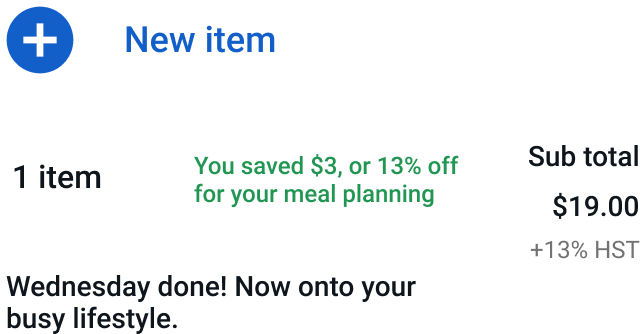 New item
1 item
You saved $3, or 13% off
for your meal planning
Sub total
$19.00
+13% HST
Wednesday done! Now onto your
busy lifestyle.